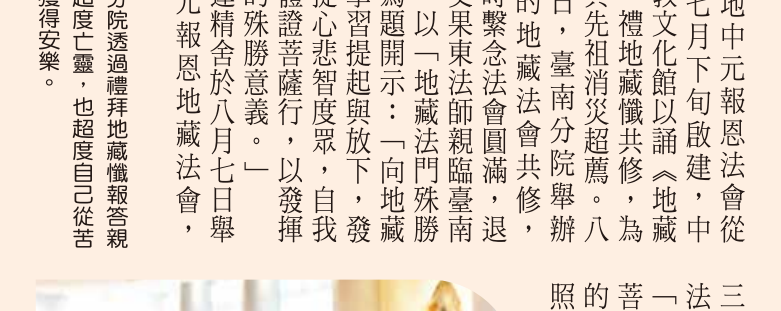 地中元報恩法會從
七月下旬啟建，中
文化館以誦《地藏
禮地藏懺共修，為
先祖消災超薦。八
日，臺南分院舉辦
的地藏法會共修，
時繫念法會圓滿，退
果東法師親臨臺南
以「地藏法門殊勝
為題開示：「向地藏
習提起與放下，發
心悲智度眾，自我
證菩薩行，以發揮
的殊勝意義。」
精舍於八月七日舉
元報恩地藏法會，
分院透過禮拜地藏懺報答親
超度亡靈，也超度自己從苦
獲得安樂。
三
法
「菩
的
照